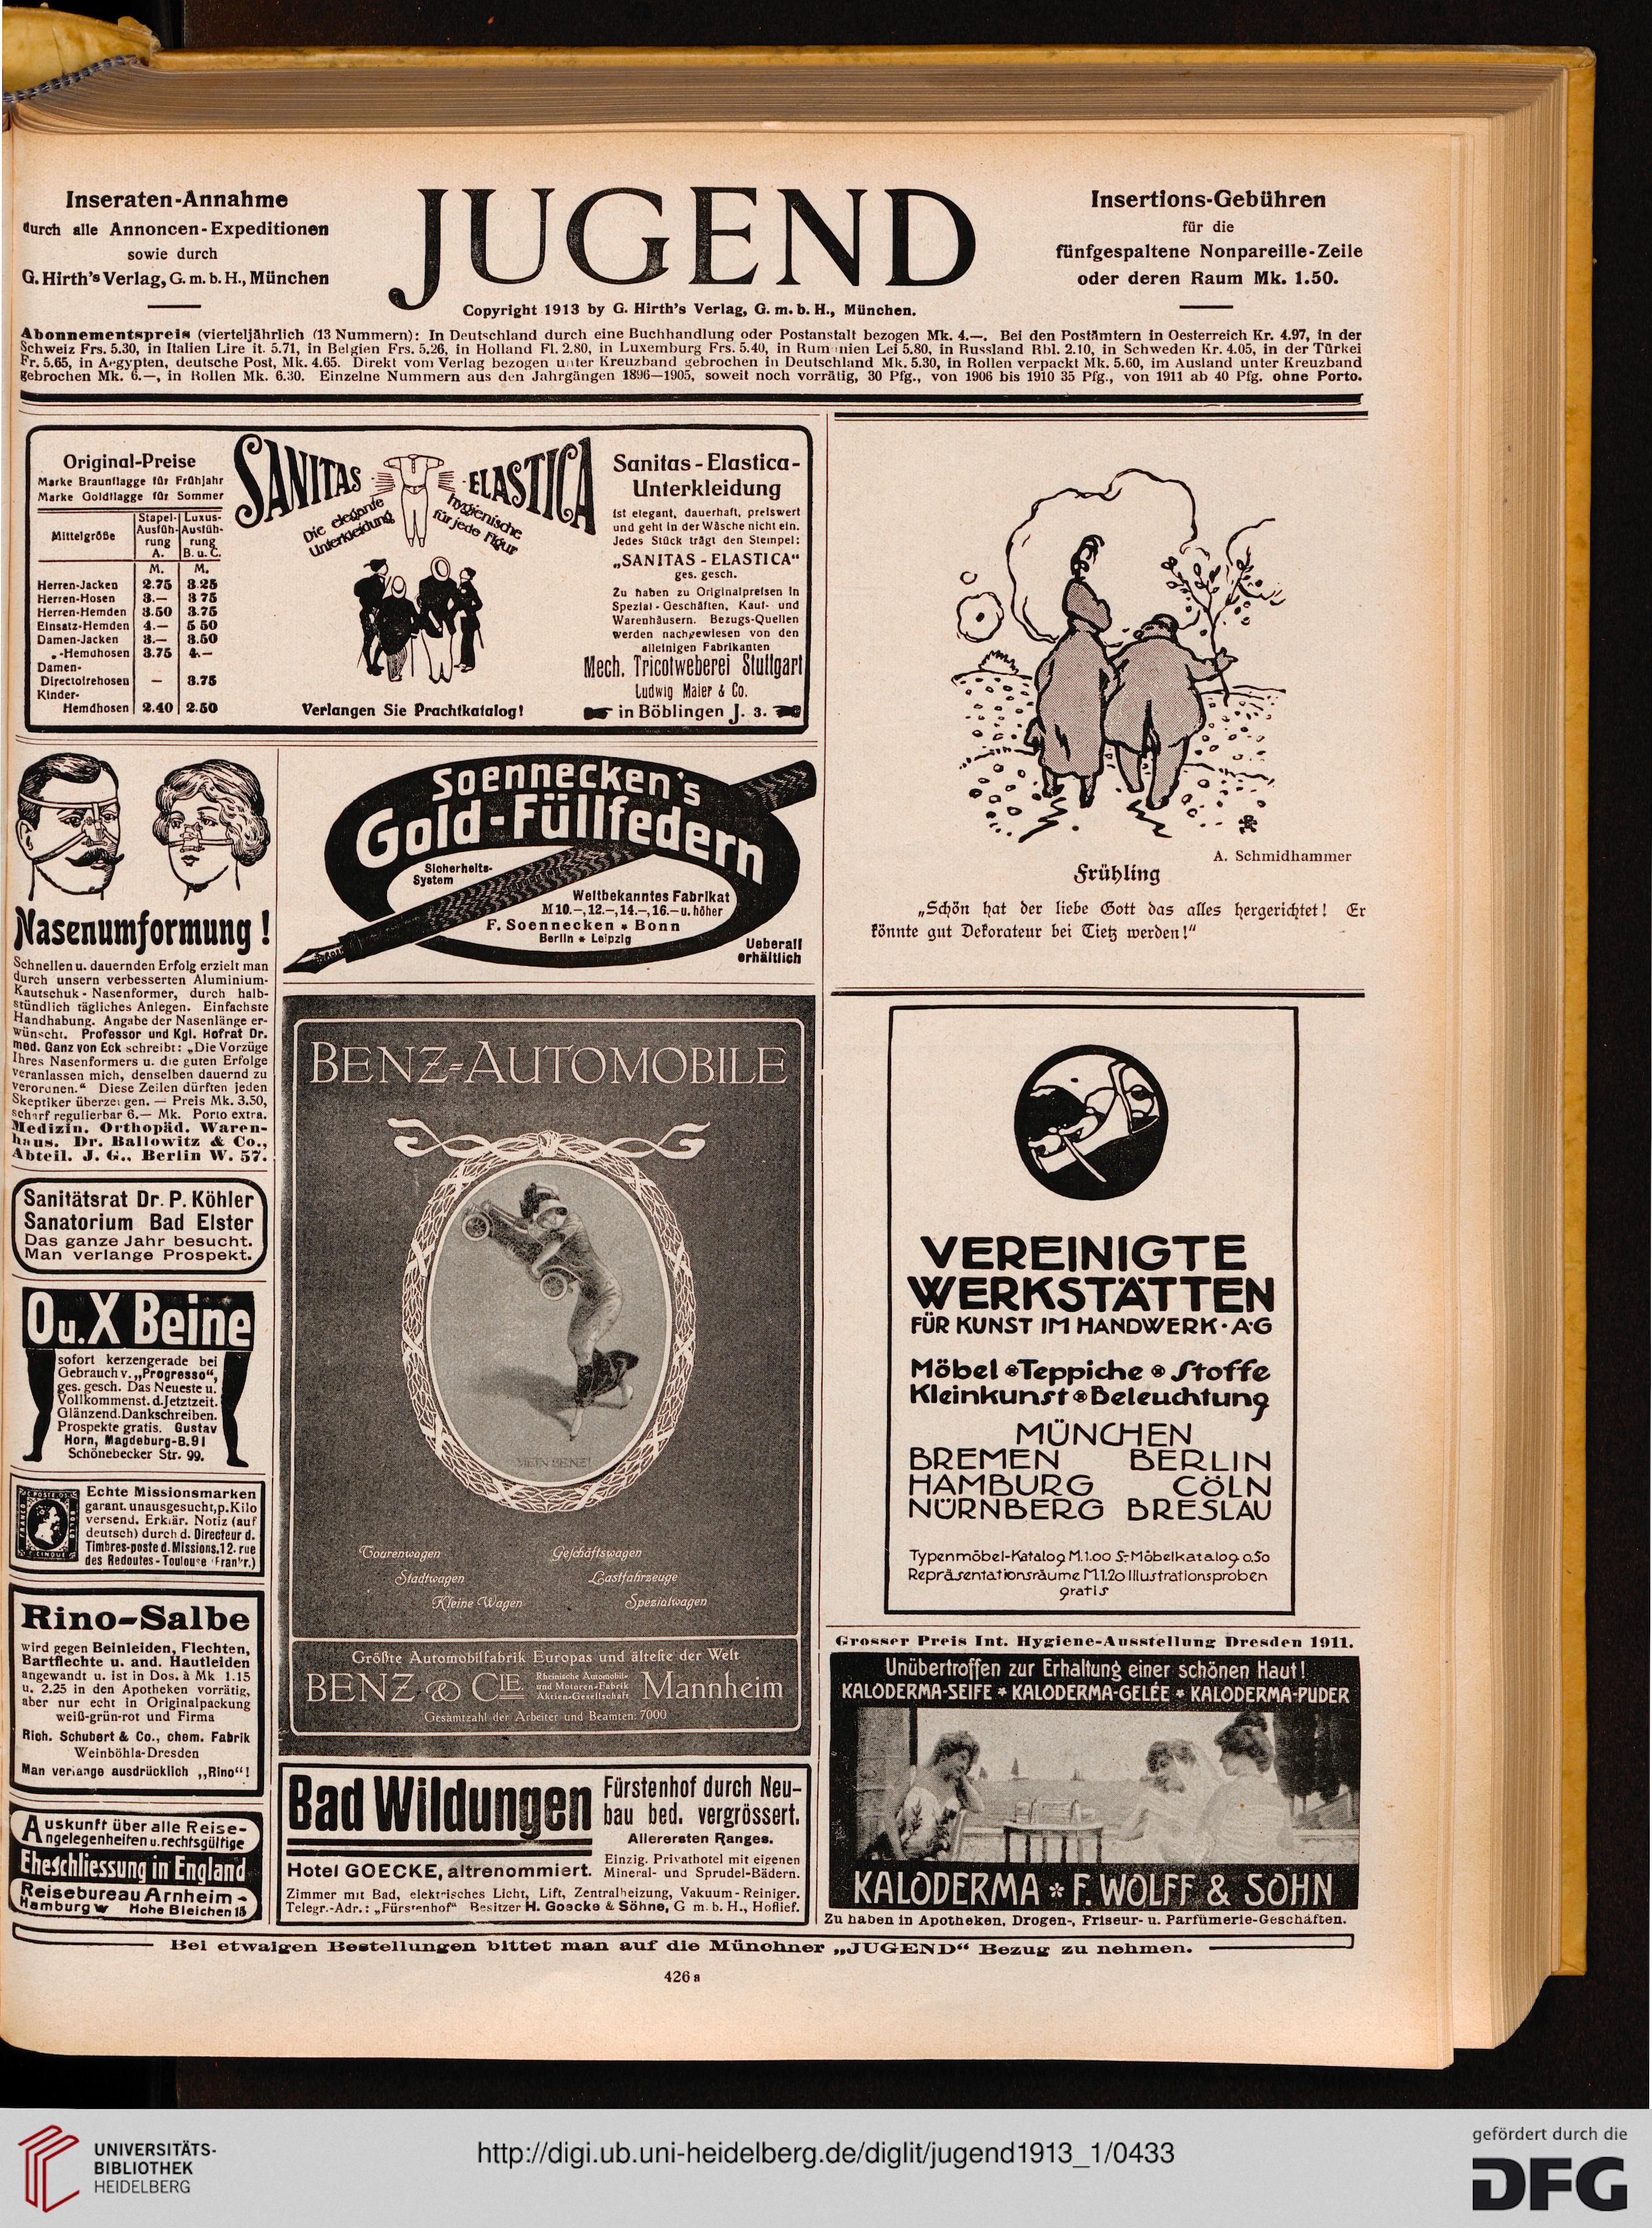 Inseraten-Annahme
durch alle Annoncen-Expeditionen
sowie durch
G. Hirth's Verlag, G. m. b. H., München
JUGEND
Copyright 1913 by G. Hirth's Verlag, G. m. b. H., München.
Insertions-Gebühren
für die
fünfgespaltene Nonpareille-Zeile
oder deren Raum Mk. 1.50.
Abonnementspreis (vierteljährlich (13 Nummern): In Deutschland durch eine Buchhandlung oder Postanstalt bezogen Mk. 4.—. Bei den Postämtern in Oesterreich Kr. 4.97, in der
Schweiz Frs. 5.30, in Italien Lire it. 5.71, in Belgien Frs. 5.26, in Holland Fl. 2.80, in Luxemburg Frs. 5.40, in Rumänien Lei 5.80, in Russland Rbl. 2.10, in Schweden Kr. 4.05, in der Türkei
Fr. 5.65, in Aegypten, deutsche Post, Mk. 4.65. Direkt vom Verlag bezogen unter Kreuzband gebrochen in Deutschland Mk. 5.30, in Rollen verpackt Mk. 5.60, im Ausland unter Kreuzband
gebrochen Mk. 6.—, in Rollen Mk. 6.30. Einzelne Nummern aus den Jahrgängen 1896—1905, soweit noch vorrätig, 30 Pfg., von 1906 bis 1910 35 Pfg., von 1911 ab 40 Pfg. ohne Porto.
Original-Preise
Marke Braunflagge für Frühjahr
Marke Goldflagge für Sommer
Mittelgröße
Stapel-Ausführung A.
Luxus-Ausführung B. u. C.
M. M.
Herren-Jacken 2.75 3.25
Herren-Hosen 3.— 3 75
Herren-Hemden 3.50 3.75
Einsatz-Hemden 4.— 5 50
Damen-Jacken 3.— 3.50
„ -Hemdhosen 3.75 4.—
Damen-
Directoirehosen — 3.75
Kinder-
Hemdhosen 2.40 2.50
SANITAS - ELASTICA
Die elegante hygienische
Unterkleidung für jede Figur
Verlangen Sie Prachtkatalog!
Sanitas-Elastica-
Unterkleidung
ist elegant, dauerhaft, preiswert
und geht in der Wäsche nicht ein.
Jedes Stück trägt den Stempel:
„SANITAS - ELASTICA"
ges. gesch.
Zu haben zu Originalpreisen in
Spezial-Geschäften, Kauf- und
Warenhäusern. Bezugs-Quellen
werden nachgewiesen von den
alleinigen Fabrikanten
Mech. Tricotweberei Stuttgart
Ludwig Maier & Co.
in Böblingen J. 3.
A. Schmidhammer
Frühling
„Schön hat der liebe Gott das alles hergerichtet! Er
könnte gut Dekorateur bei Tietz werden!"
Nasenumformung!
Schnellen u. dauernden Erfolg erzielt man
durch unsern verbesserten Aluminium-
Kautschuk-Nasenformer, durch halb-
stündlich tägliches Anlegen. Einfachste
Handhabung. Angabe der Nasenlänge er-
wünscht. Professor und Kgl. Hofrat Dr.
med. Ganz von Eck schreibt: „Die Vorzüge
Ihres Nasenformers u. die guten Erfolge
veranlassen mich, denselben dauernd zu
verordnen." Diese Zeilen dürften jeden
Skeptiker überzeugen. — Preis Mk. 3.50,
scharf regulierbar 6.— Mk. Porto extra.
Medizin. Orthopäd. Waren-
haus. Dr. Ballowitz & Co.,
Abteil. J. G., Berlin W. 57.
Soennecken's
Gold-Füllfedern
Sicherheits-
System
Weltbekanntes Fabrikat
M 10.–, 12.–, 14.–, 16.– u. höher
F. Soennecken * Bonn
Berlin * Leipzig
Ueberall
erhältlich
Sanitätsrat Dr. P. Köhler
Sanatorium Bad Elster
Das ganze Jahr besucht.
Man verlange Prospekt.
O u. X Beine
sofort kerzengerade bei
Gebrauch v. „Progresso",
ges. gesch. Das Neueste u.
Vollkommenst. d. Jetztzeit.
Glänzend. Dankschreiben.
Prospekte gratis. Gustav
Horn, Magdeburg-B. 91
Schönebecker Str. 99.
Echte Missionsmarken
garant. unausgesucht, p. Kilo
versend. Erklär. Notiz (auf
deutsch) durch d. Directeur d.
Timbres-poste d. Missions, 12. rue
des Redoutes-Toulouse (Frankr.)
Rino-Salbe
wird gegen Beinleiden, Flechten,
Bartflechte u. and. Hautleiden
angewandt u. ist in Dos. à Mk 1.15
u. 2.25 in den Apotheken vorrätig,
aber nur echt in Originalpackung
weiß-grün-rot und Firma
Rich. Schubert & Co., chem. Fabrik
Weinböhla-Dresden
Man verlange ausdrücklich „Rino"!
Auskunft über alle Reise-
Angelegenheiten u. rechtsgültige
Eheschliessung in England
Reisebureau Arnheim-
Hamburg W Hohe Bleichen 15
BENZ-AUTOMOBILE
MEIN BENZ!
Tourenwagen Geschäftswagen
Stadtwagen Lastfahrzeuge
Kleine Wagen Spezialwagen
Größte Automobilfabrik Europas und älteste der Welt
BENZ & CIE. Rheinische Automobil- und Motoren-Fabrik Aktien-Gesellschaft Mannheim
Gesamtzahl der Arbeiter und Beamten: 7000
Bad Wildungen
Fürstenhof durch Neu-
bau bed. vergrössert.
Allerersten Ranges.
Hotel GOECKE, altrenommiert.
Einzig. Privathotel mit eigenen
Mineral- und Sprudel-Bädern.
Zimmer mit Bad, elektrisches Licht, Lift, Zentralheizung, Vakuum-Reiniger.
Telegr.-Adr.: „Fürstenhof" Besitzer H. Goecke & Söhne, G. m. b. H., Hoflief.
VEREINIGTE
WERKSTÄTTEN
FÜR KUNST IM HANDWERK·A·G
Möbel Teppiche Stoffe
Kleinkunst Beleuchtung
MÜNCHEN
BREMEN BERLIN
HAMBURG CÖLN
NÜRNBERG BRESLAU
Typenmöbel-Katalog M.1.00 S-Möbelkatalog 0.50
Repräsentationsräume M.1.20 Illustrationsproben
gratis
Grosser Preis Int. Hygiene-Ausstellung Dresden 1911.
Unübertroffen zur Erhaltung einer schönen Haut!
KALODERMA-SEIFE * KALODERMA-GELÉE * KALODERMA-PUDER
KALODERMA * F. WOLFF & SOHN
Zu haben in Apotheken, Drogen-, Friseur- u. Parfümerie-Geschäften.
Bei etwaigen Bestellungen bittet man auf die Münchner „JUGEND" Bezug zu nehmen.
426 a
UNIVERSITÄTS-
BIBLIOTHEK
HEIDELBERG
http://digi.ub.uni-heidelberg.de/diglit/jugend1913_1/0433
gefördert durch die
DFG